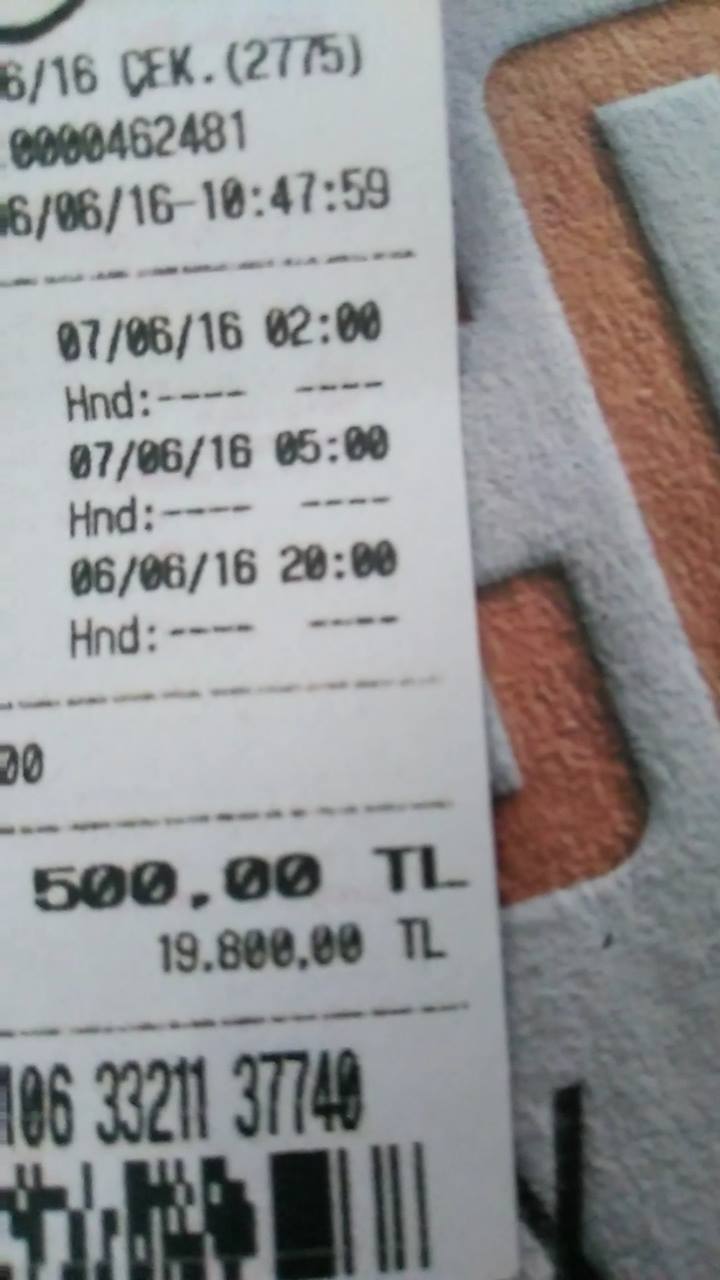 6/16 ÇEK.(2775)
.0000462481
06/06/16-10:47:59
07/06/16 02:00
Hnd:---- ----
07/06/16 05:00
Hnd:---- ----
06/06/16 20:00
Hnd:---- ----
00
500,00 TL
19.800,00 TL
106 33211 37740